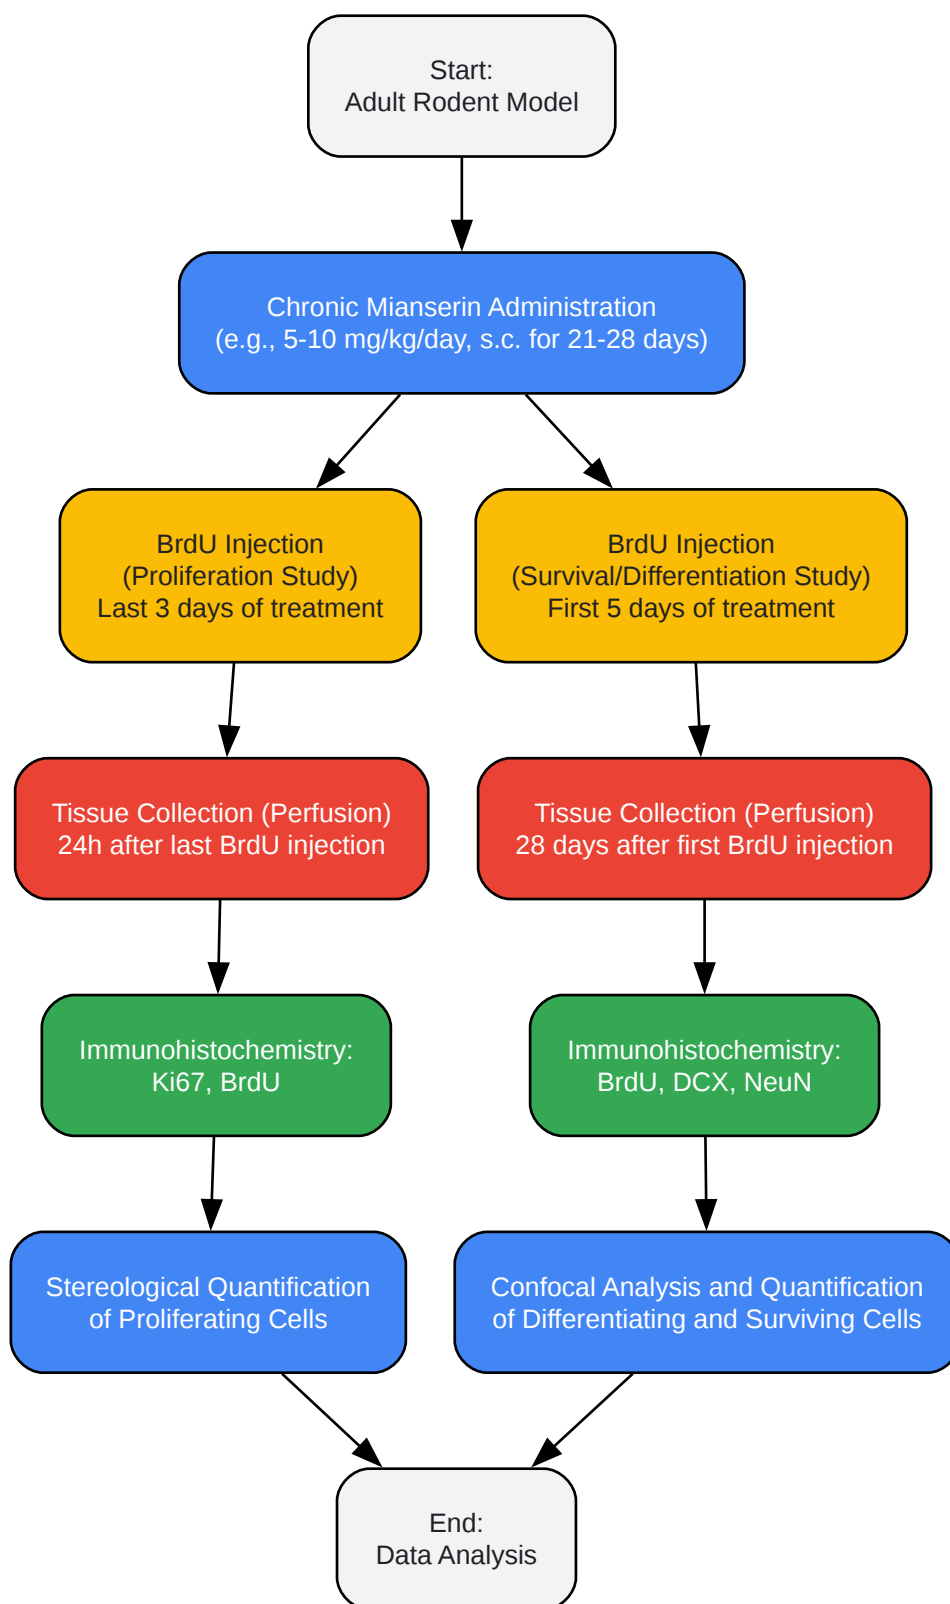 Start:
Adult Rodent Model
Chronic Mianserin Administration
(e.g., 5-10 mg/kg/day, s.c. for 21-28 days)
BrdU Injection
(Proliferation Study)
Last 3 days of treatment
BrdU Injection
(Survival/Differentiation Study)
First 5 days of treatment
Tissue Collection (Perfusion)
24h after last BrdU injection
Tissue Collection (Perfusion)
28 days after first BrdU injection
Immunohistochemistry:
Ki67, BrdU
Immunohistochemistry:
BrdU, DCX, NeuN
Stereological Quantification
of Proliferating Cells
Confocal Analysis and Quantification
of Differentiating and Surviving Cells
End:
Data Analysis